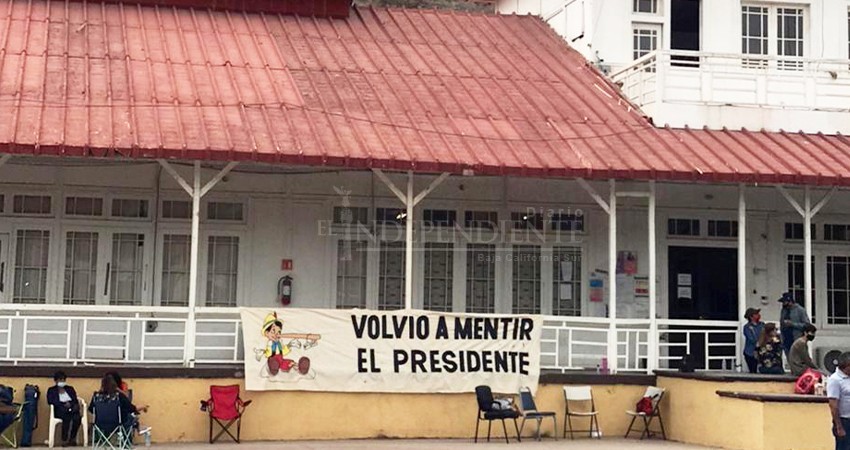 El Diario
INDEPENDIENTE
Baja California Sur
VOLVIO A MENTIR
EL PRESIDENTE